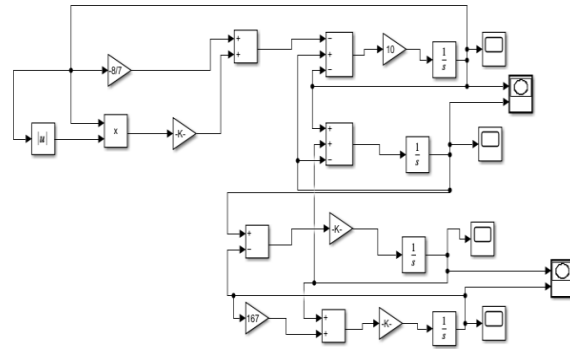 -8/7
+
+
−
+
−
10
1
s
|u|
x
-K-
+
+
−
1
s
+
−
-K-
1
s
167
+
+
-K-
1
s